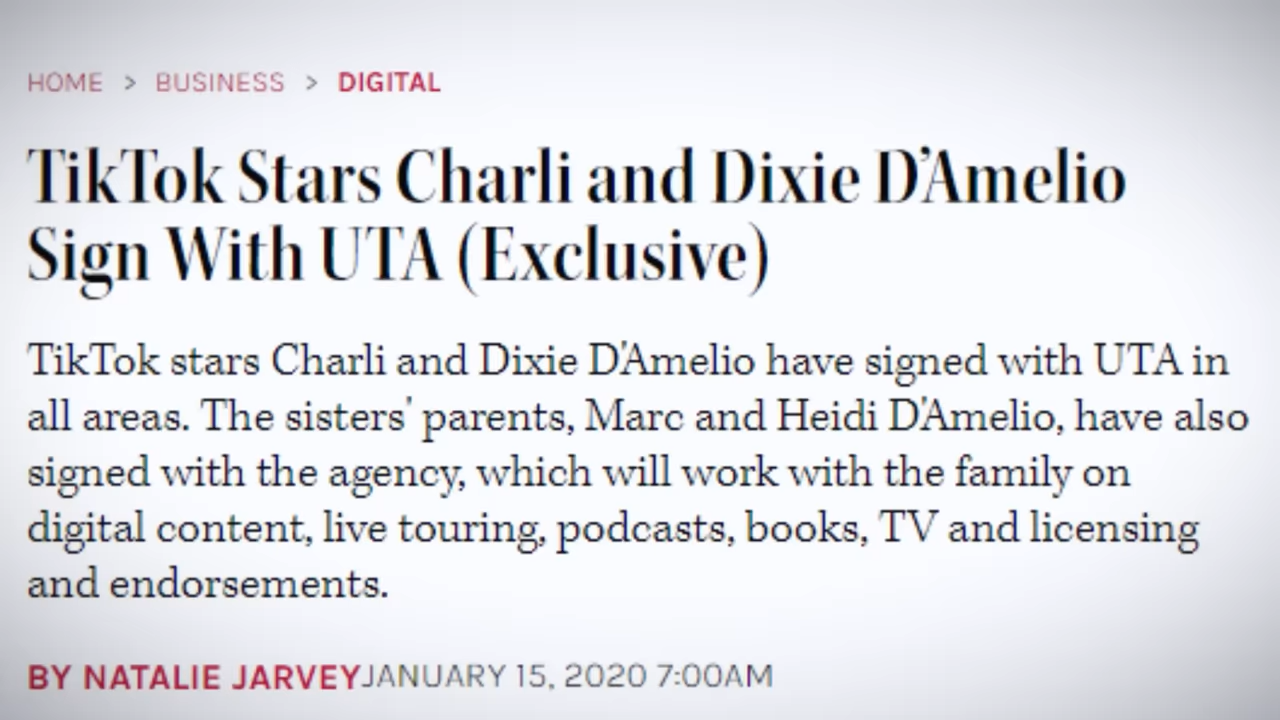 HOME > BUSINESS > DIGITAL
TikTok Stars Charli and Dixie D’Amelio
Sign With UTA (Exclusive)
TikTok stars Charli and Dixie D'Amelio have signed with UTA in
all areas. The sisters' parents, Marc and Heidi D'Amelio, have also
signed with the agency, which will work with the family on
digital content, live touring, podcasts, books, TV and licensing
and endorsements.
BY NATALIE JARVEYJANUARY 15, 2020 7:00AM